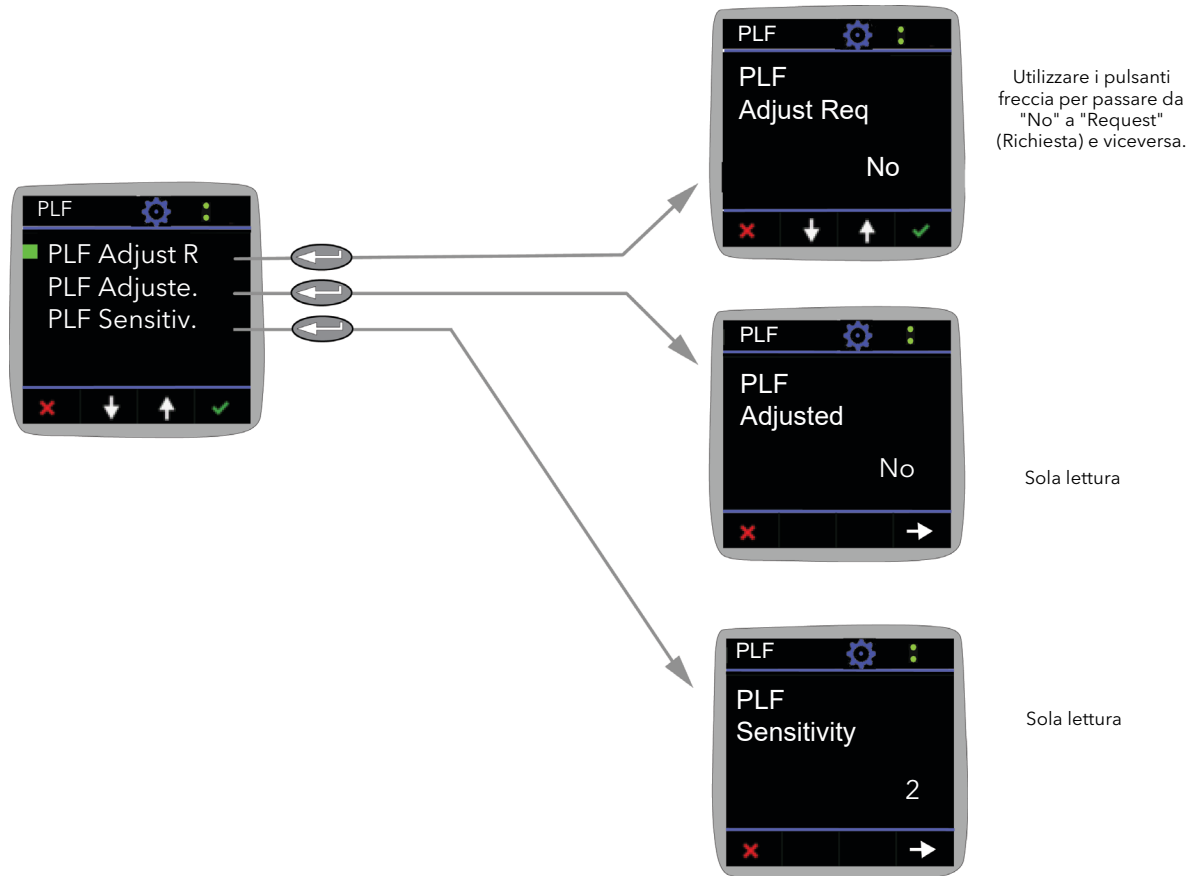 PLF
PLF Adjust R
PLF Adjuste.
PLF Sensitiv.
PLF
PLF
Adjust Req
No
Utilizzare i pulsanti
freccia per passare da
"No" a "Request"
(Richiesta) e viceversa.
PLF
PLF
Adjusted
No
Sola lettura
PLF
PLF
Sensitivity
2
Sola lettura